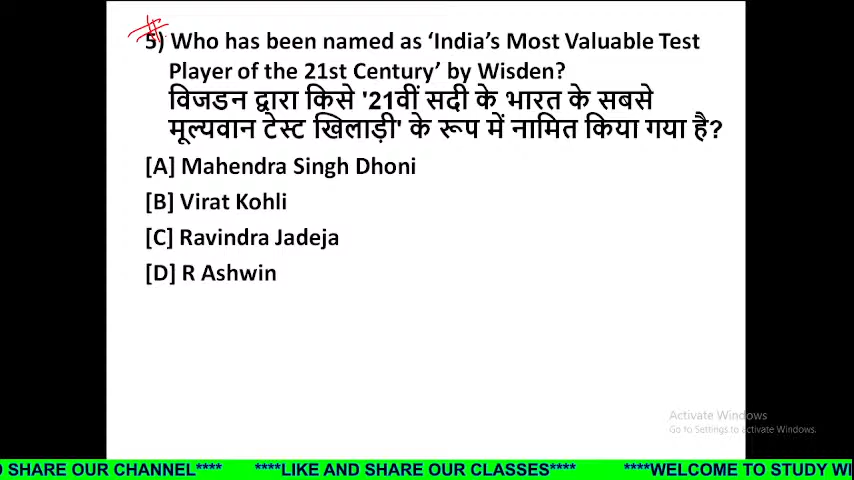 5) Who has been named as ‘India’s Most Valuable Test
Player of the 21st Century’ by Wisden?
विजडन द्वारा किसे '21वीं सदी के भारत के सबसे
मूल्यवान टेस्ट खिलाड़ी' के रूप में नामित किया गया है?
[A] Mahendra Singh Dhoni
[B] Virat Kohli
[C] Ravindra Jadeja
[D] R Ashwin
Activate Windows
Go to Settings to activate Windows.
SHARE OUR CHANNEL**** ****LIKE AND SHARE OUR CLASSES**** ****WELCOME TO STUDY